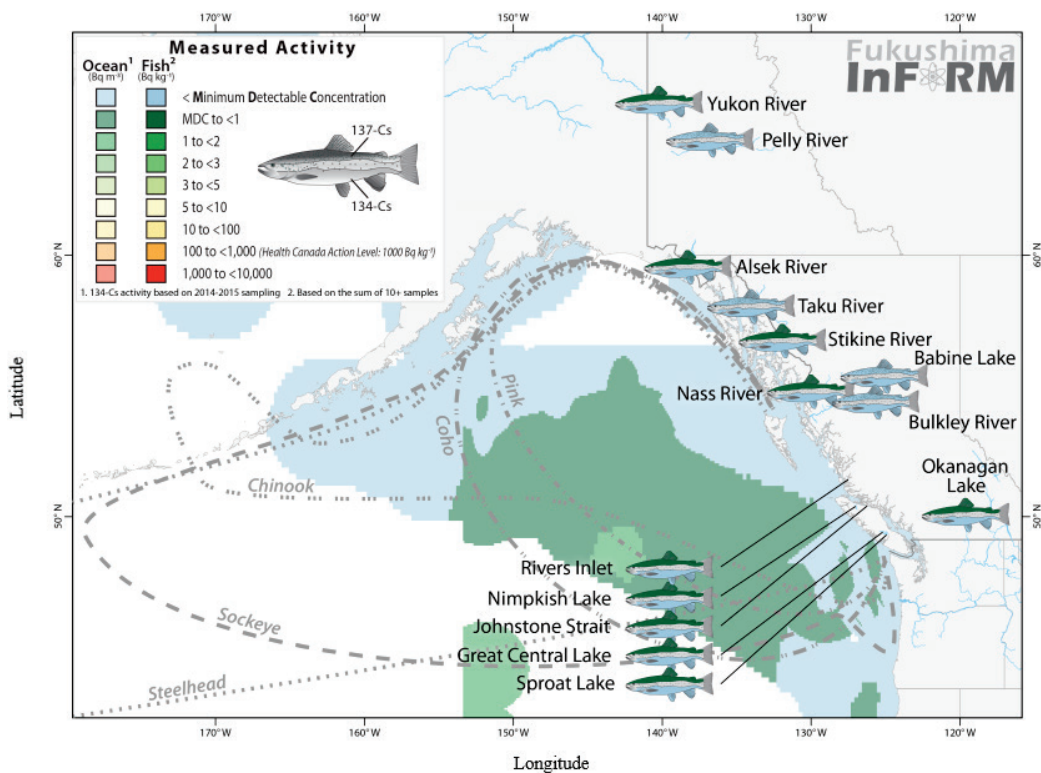 170°W 160°W 150°W 140°W 130°W 120°W
Measured Activity
Ocean¹ Fish²
(Bq m⁻³) (Bq kg⁻¹)
< Minimum Detectable Concentration
MDC to <1
1 to <2
2 to <3
3 to <5
5 to <10
10 to <100
100 to <1,000 (Health Canada Action Level: 1000 Bq kg⁻¹)
1,000 to <10,000
137-Cs
134-Cs
1. 134-Cs activity based on 2014-2015 sampling 2. Based on the sum of 10+ samples
Fukushima
InFORM
Yukon River
Pelly River
60°N 60°N
Alsek River
Taku River
Stikine River
Babine Lake
Nass River
Bulkley River
Okanagan
Lake
Latitude
Pink
Coho
Chinook
50°N 50°N
Rivers Inlet
Nimpkish Lake
Johnstone Strait
Great Central Lake
Sproat Lake
Sockeye
Steelhead
170°W 160°W 150°W 140°W 130°W 120°W
Longitude